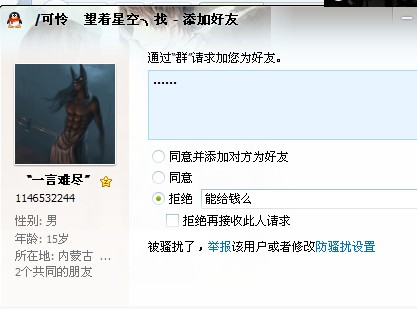 /可怜 望着星空╮找 - 添加好友
通过"群"请求加您为好友。
......
同意并添加对方为好友
同意
拒绝 能给钱么
拒绝再接收此人请求
被骚扰了，举报该用户或者修改防骚扰设置
"一言难尽"
1146532244
性别: 男
年龄: 15岁
所在地: 内蒙古 ...
2个共同的朋友